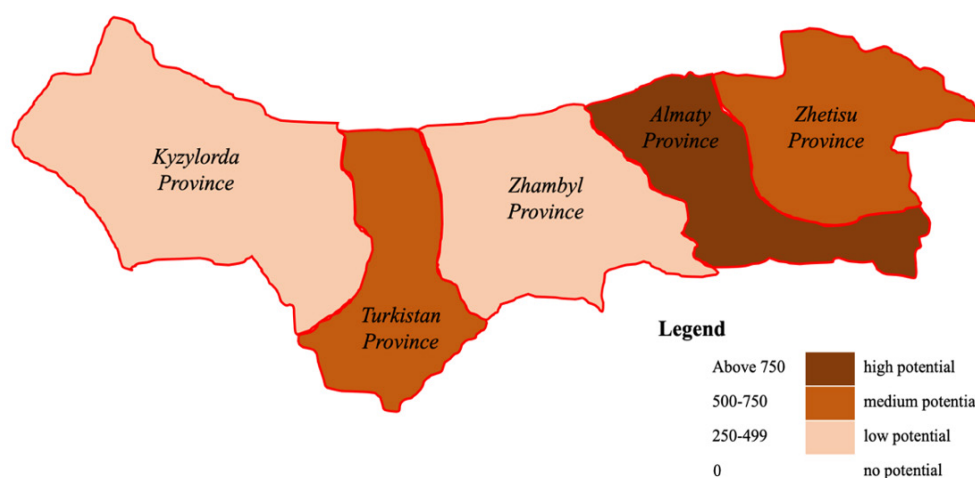 Kyzylorda
Province
Turkistan
Province
Zhambyl
Province
Almaty
Province
Zhetisu
Province
Legend
Above 750 high potential
500-750 medium potentia
250-499 low potential
0 no potential